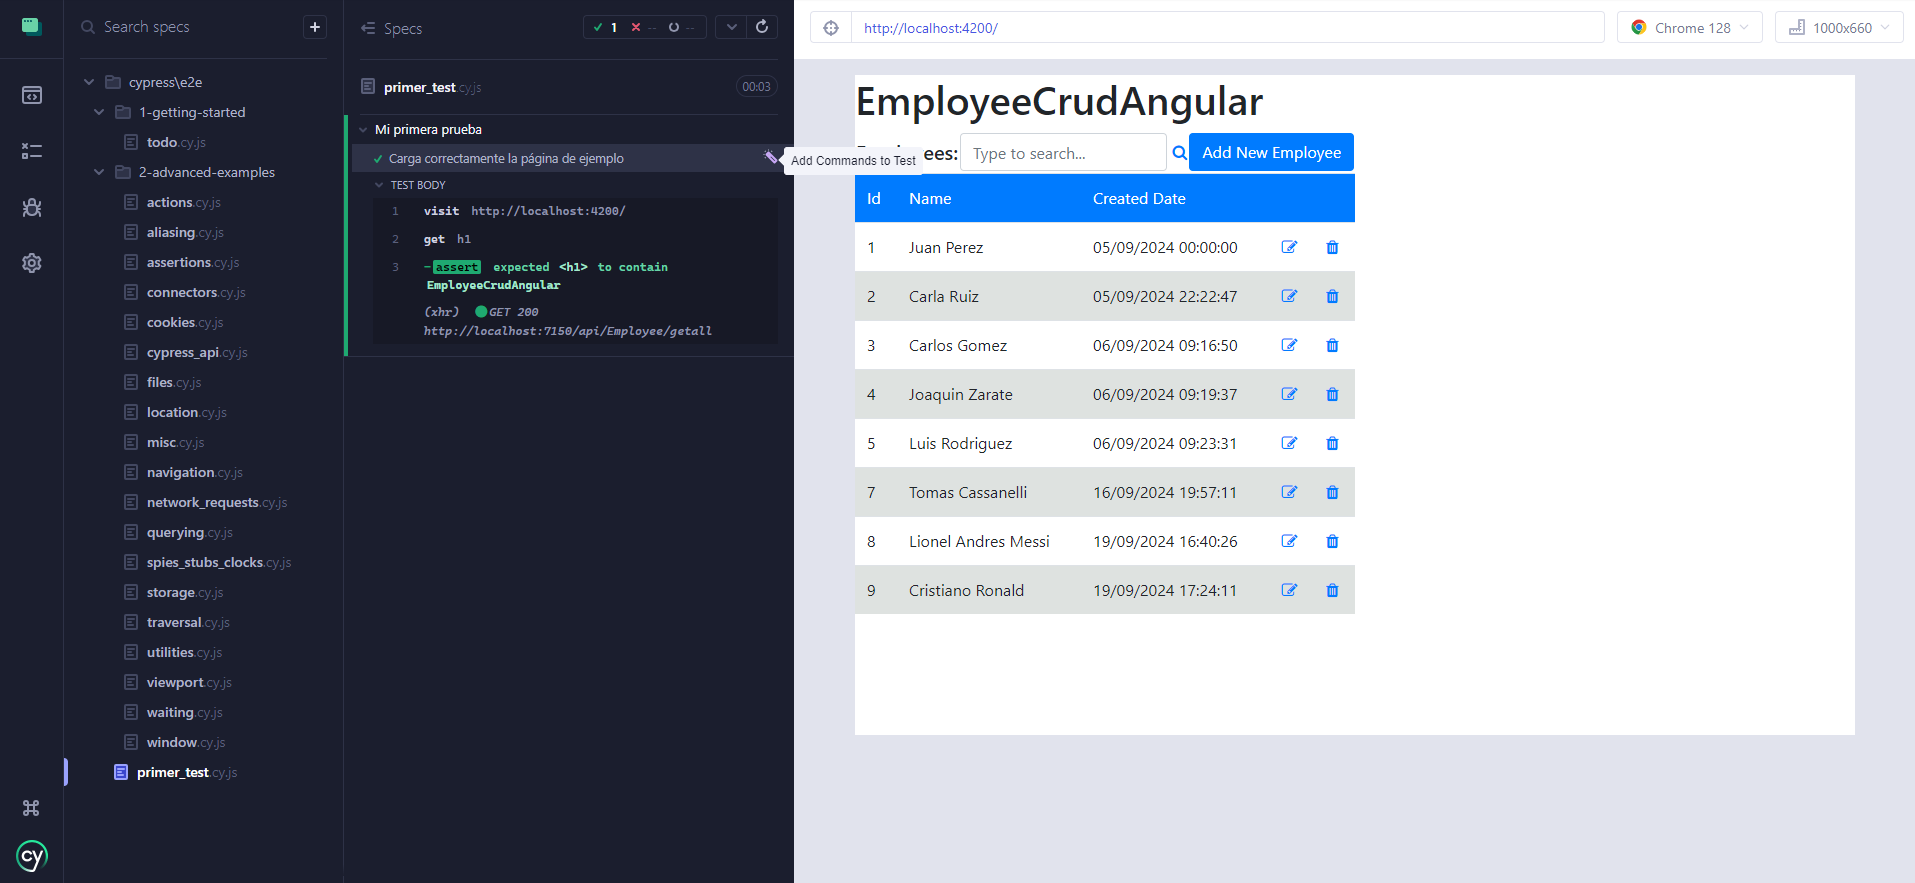 Search specs
+
cypress\e2e
1-getting-started
todo.cy.js
2-advanced-examples
actions.cy.js
aliasing.cy.js
assertions.cy.js
connectors.cy.js
cookies.cy.js
cypress_api.cy.js
files.cy.js
location.cy.js
misc.cy.js
navigation.cy.js
network_requests.cy.js
querying.cy.js
spies_stubs_clocks.cy.js
storage.cy.js
traversal.cy.js
utilities.cy.js
viewport.cy.js
waiting.cy.js
window.cy.js
primer_test.cy.js
cy
Specs
1 -- --
primer_test.cy.js 00:03
Mi primera prueba
Carga correctamente la página de ejemplo
Add Commands to Test
TEST BODY
1 visit http://localhost:4200/
2 get h1
3 -assert expected <h1> to contain
EmployeeCrudAngular
(xhr) GET 200
http://localhost:7150/api/Employee/getall
http://localhost:4200/ Chrome 128 1000x660
EmployeeCrudAngular
ees: Type to search... Add New Employee
Id Name Created Date
1 Juan Perez 05/09/2024 00:00:00
2 Carla Ruiz 05/09/2024 22:22:47
3 Carlos Gomez 06/09/2024 09:16:50
4 Joaquin Zarate 06/09/2024 09:19:37
5 Luis Rodriguez 06/09/2024 09:23:31
7 Tomas Cassanelli 16/09/2024 19:57:11
8 Lionel Andres Messi 19/09/2024 16:40:26
9 Cristiano Ronald 19/09/2024 17:24:11